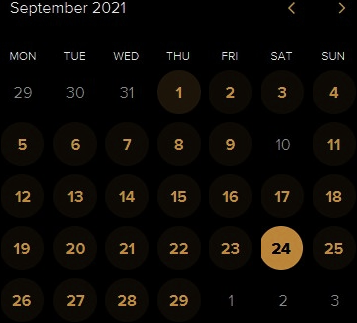 September 2021
MON TUE WED THU FRI SAT SUN
29 30 31 1 2 3 4
5 6 7 8 9 10 11
12 13 14 15 16 17 18
19 20 21 22 23 24 25
26 27 28 29 1 2 3